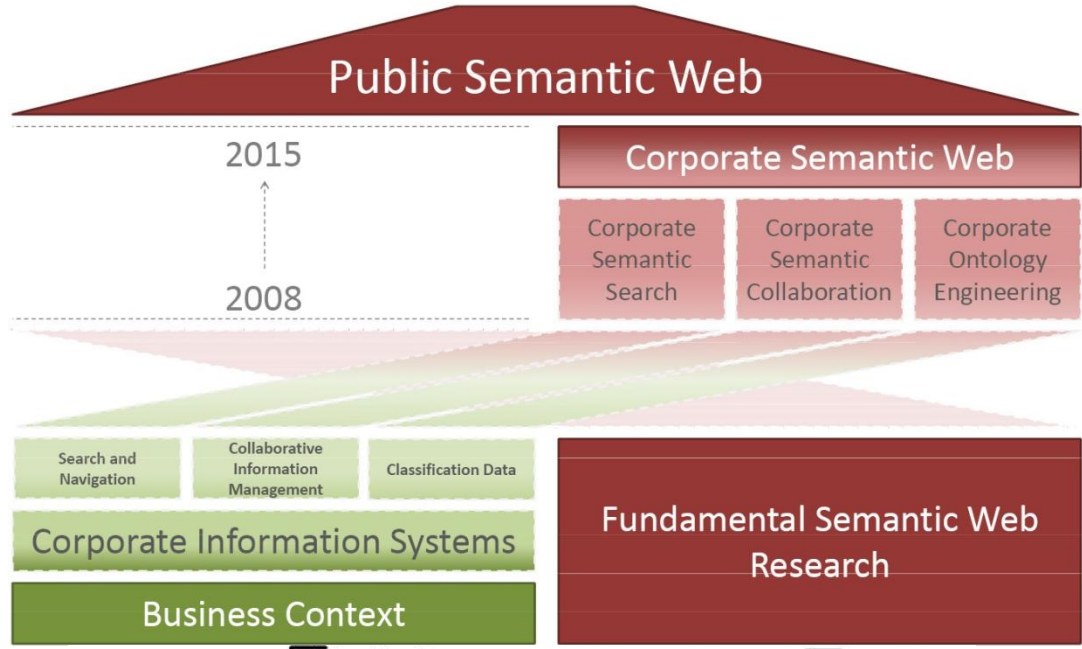 Public Semantic Web
2015
2008
Corporate Semantic Web
Corporate
Semantic
Search
Corporate
Semantic
Collaboration
Corporate
Ontology
Engineering
Search and
Navigation
Collaborative
Information
Management
Classification Data
Corporate Information Systems
Business Context
Fundamental Semantic Web
Research